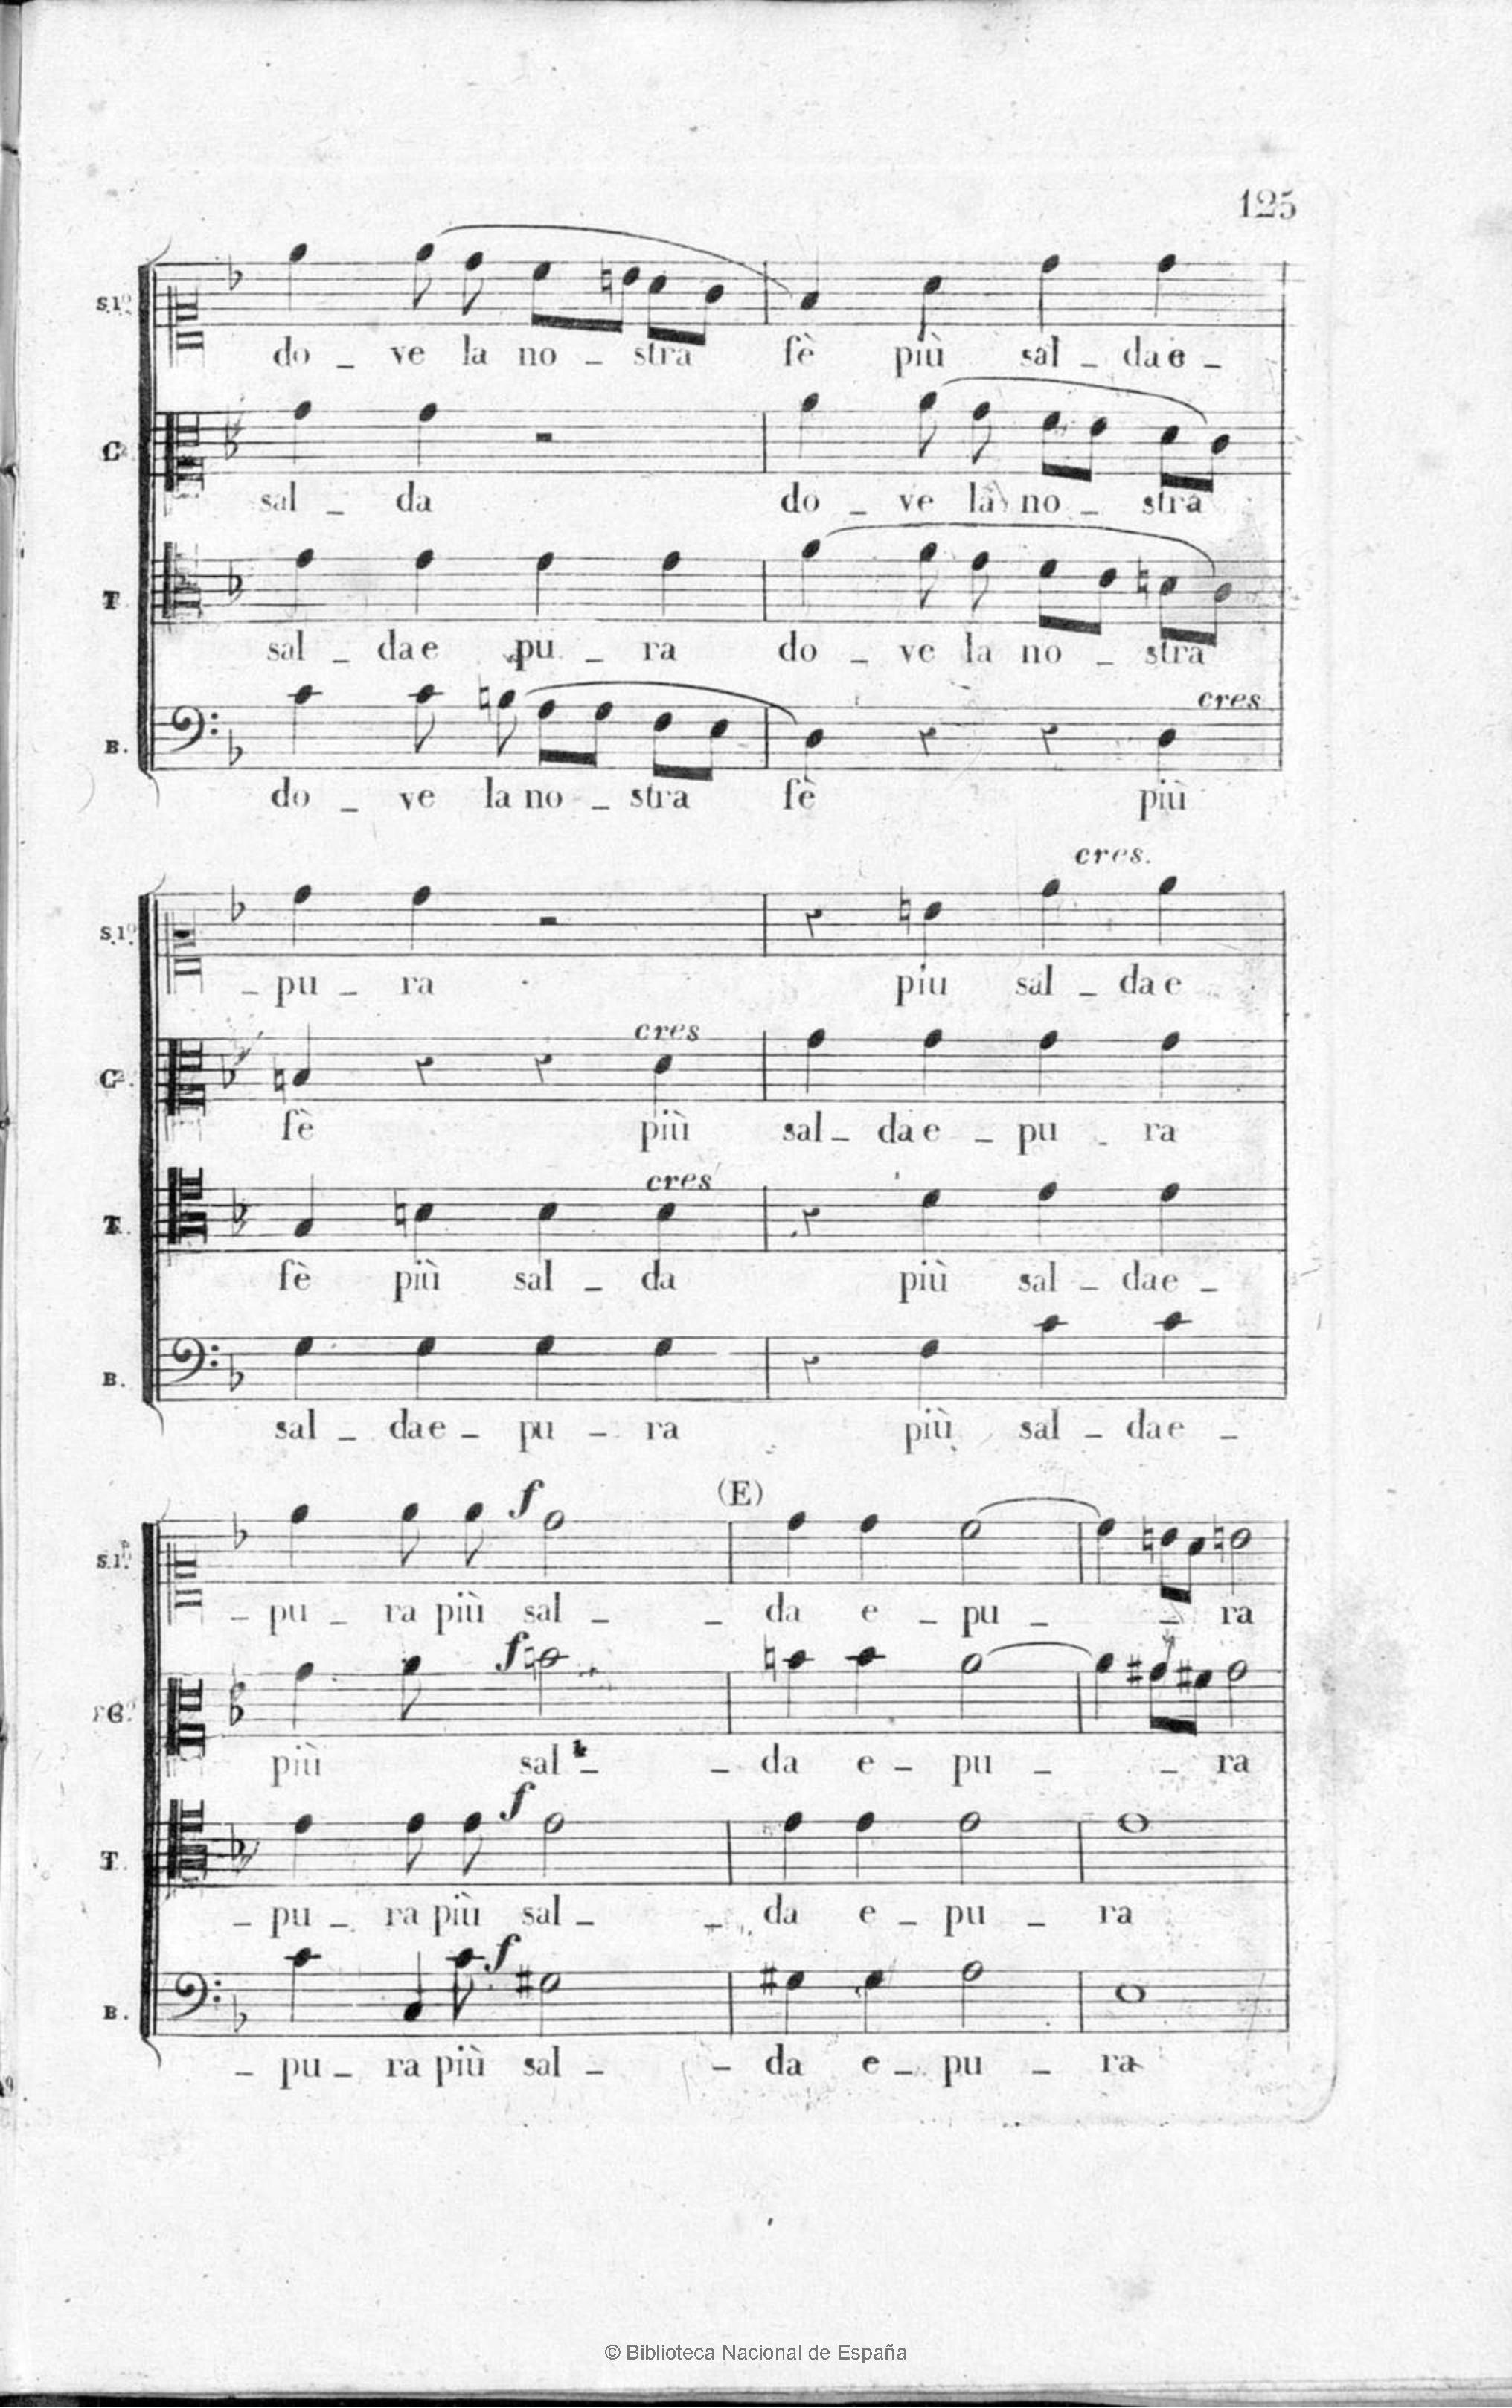 125
S.1º.
do _ ve la no _ stra fè più sal _ da e _
C
sal _ da do _ ve la no _ stra
T.
sal _ da e pu _ ra do _ ve la no _ stra
cres
B.
do _ ve la no _ stra fè più
cres.
S.1º.
_ pu _ ra piu sal _ da e
cres
C
fè più sal _ da e _ pu _ ra
cres
T.
fè più sal _ da più sal _ da e _
B.
sal _ da e _ pu _ ra più sal _ da e _
f (E)
S.1º.
_ pu _ ra più sal _ _ da e _ pu _ _ ra
f
C
più sal _ _ da e _ pu _ _ ra
f
T.
_ pu _ ra più sal _ _ da e _ pu _ ra
f
B.
_ pu _ ra più sal _ _ da e _ pu _ ra
© Biblioteca Nacional de España